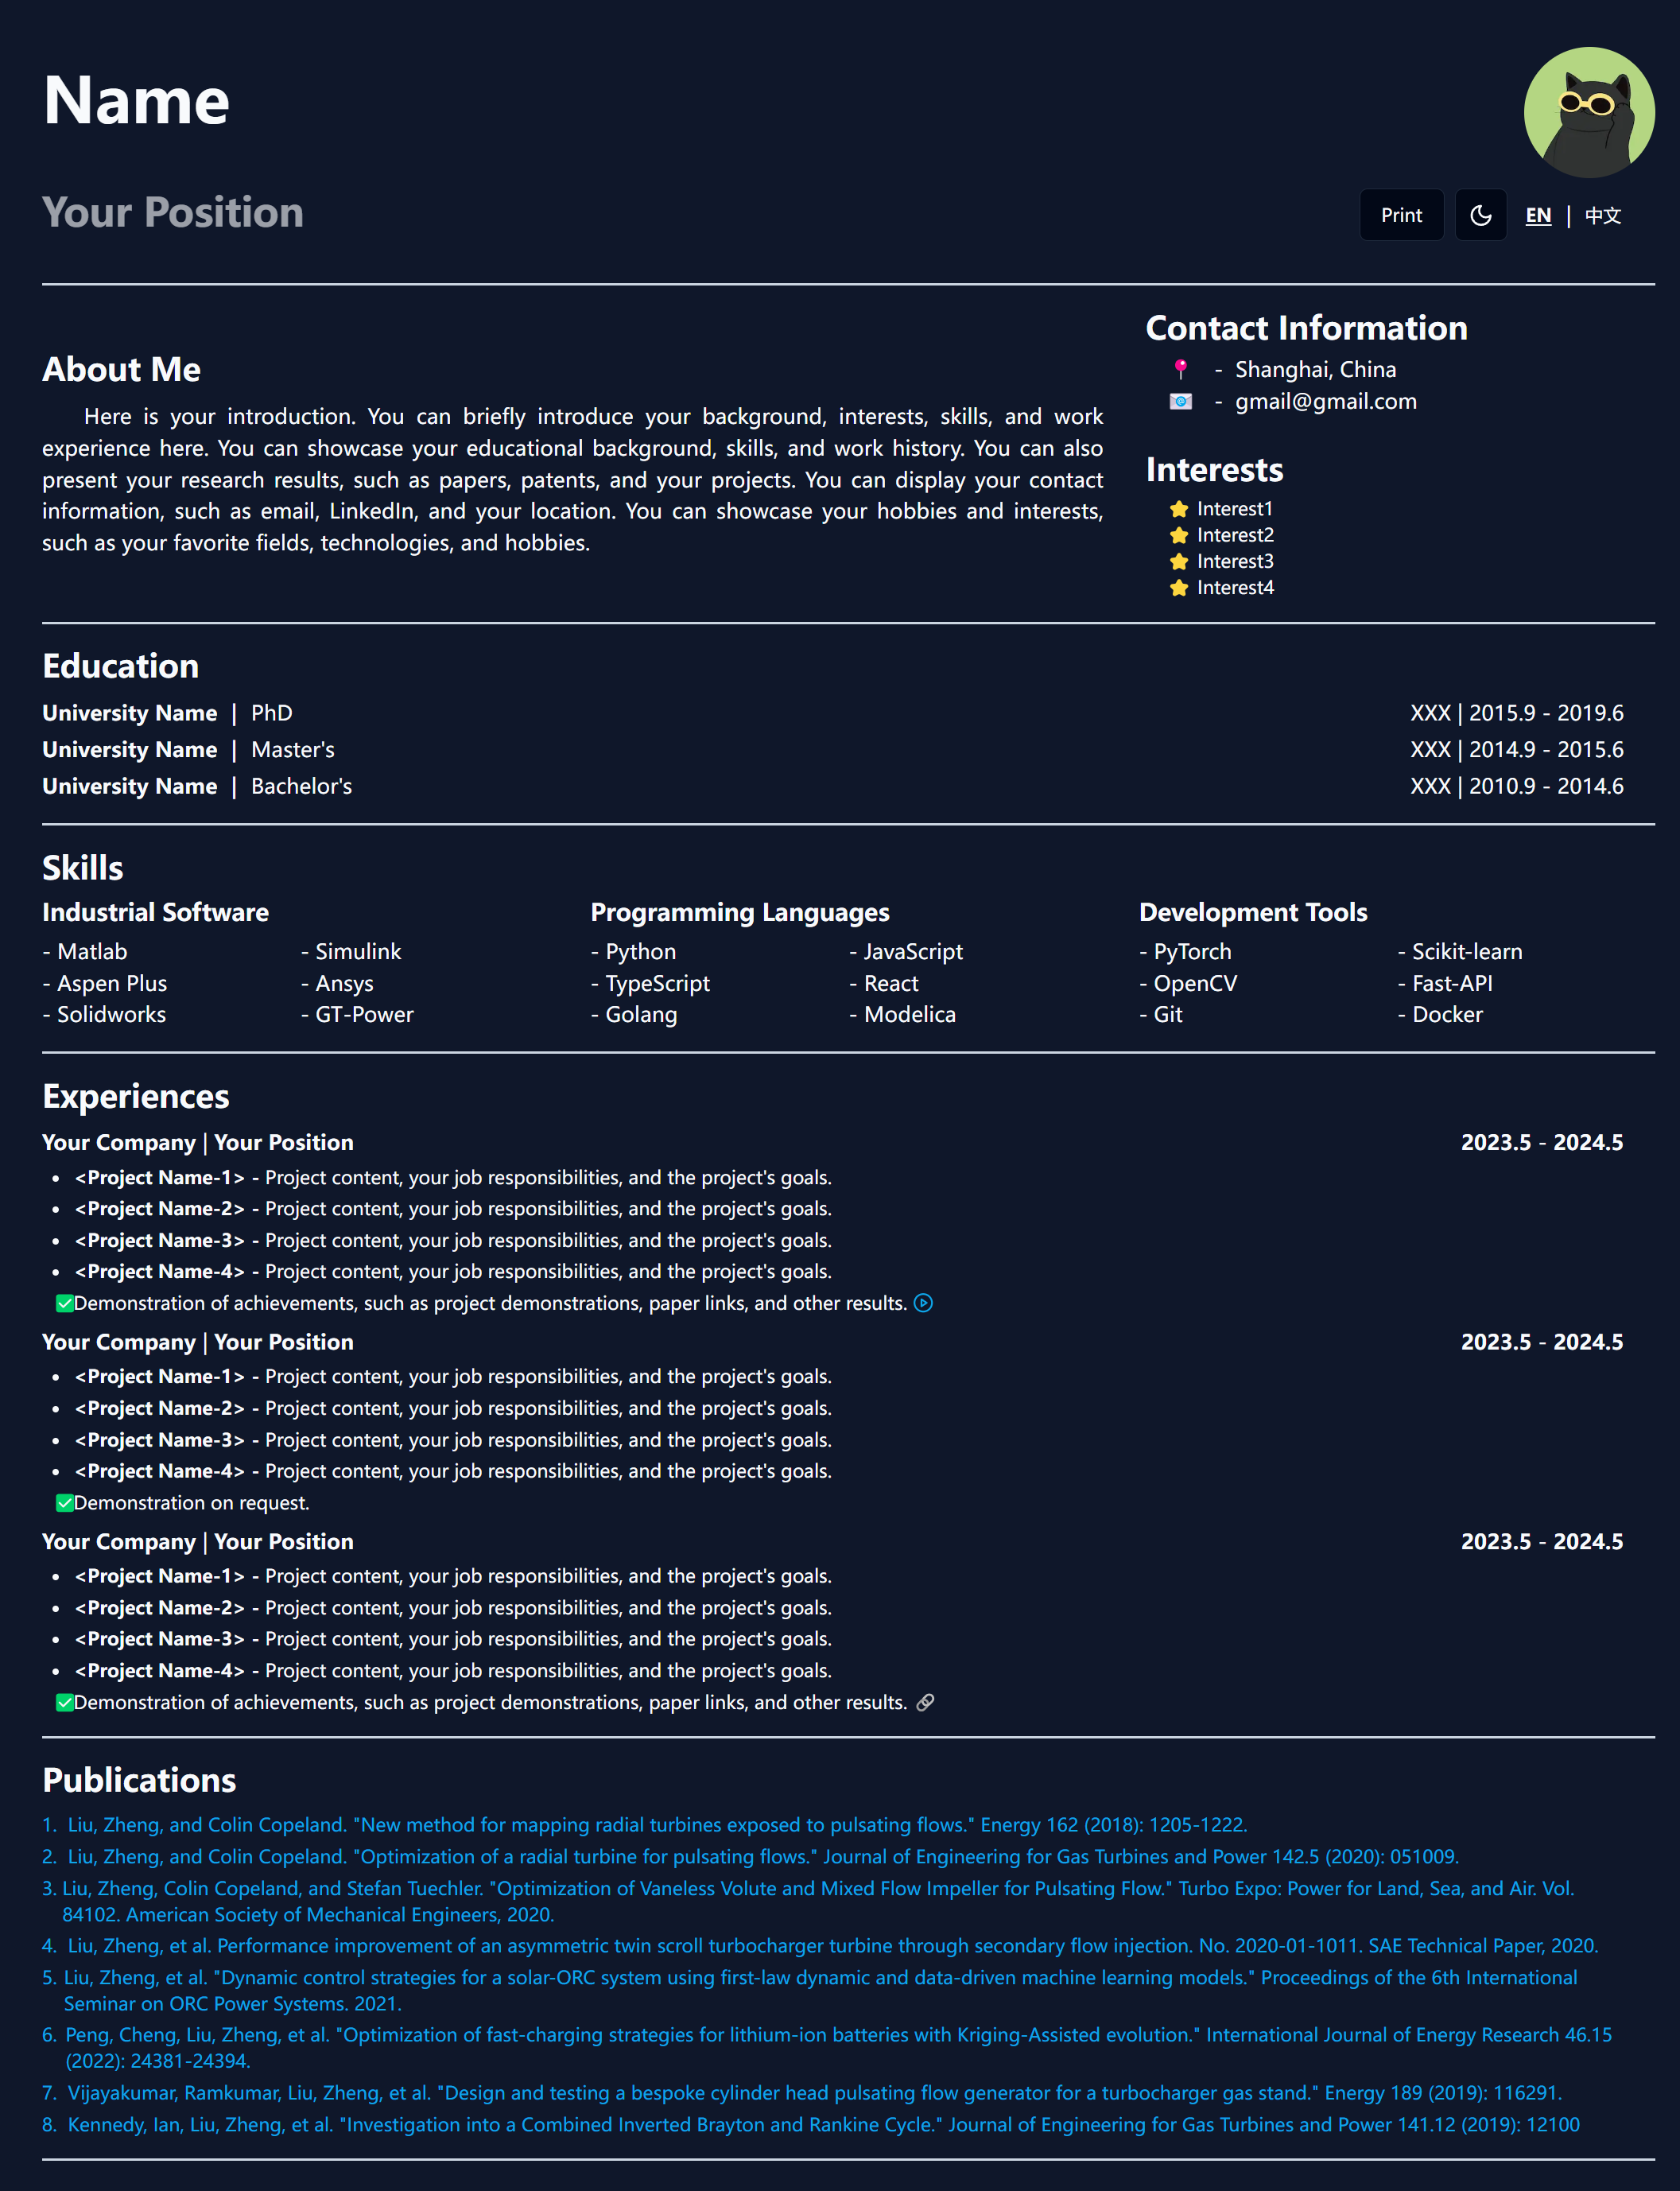 Name
Your Position
Print
EN | 中文
About Me
Here is your introduction. You can briefly introduce your background, interests, skills, and work
experience here. You can showcase your educational background, skills, and work history. You can also
present your research results, such as papers, patents, and your projects. You can display your contact
information, such as email, LinkedIn, and your location. You can showcase your hobbies and interests,
such as your favorite fields, technologies, and hobbies.
Contact Information
- Shanghai, China
- gmail@gmail.com
Interests
Interest1
Interest2
Interest3
Interest4
Education
University Name | PhD XXX | 2015.9 - 2019.6
University Name | Master's XXX | 2014.9 - 2015.6
University Name | Bachelor's XXX | 2010.9 - 2014.6
Skills
Industrial Software
- Matlab - Simulink
- Aspen Plus - Ansys
- Solidworks - GT-Power
Programming Languages
- Python - JavaScript
- TypeScript - React
- Golang - Modelica
Development Tools
- PyTorch - Scikit-learn
- OpenCV - Fast-API
- Git - Docker
Experiences
Your Company | Your Position 2023.5 - 2024.5
• <Project Name-1> - Project content, your job responsibilities, and the project's goals.
• <Project Name-2> - Project content, your job responsibilities, and the project's goals.
• <Project Name-3> - Project content, your job responsibilities, and the project's goals.
• <Project Name-4> - Project content, your job responsibilities, and the project's goals.
✅Demonstration of achievements, such as project demonstrations, paper links, and other results.
Your Company | Your Position 2023.5 - 2024.5
• <Project Name-1> - Project content, your job responsibilities, and the project's goals.
• <Project Name-2> - Project content, your job responsibilities, and the project's goals.
• <Project Name-3> - Project content, your job responsibilities, and the project's goals.
• <Project Name-4> - Project content, your job responsibilities, and the project's goals.
✅Demonstration on request.
Your Company | Your Position 2023.5 - 2024.5
• <Project Name-1> - Project content, your job responsibilities, and the project's goals.
• <Project Name-2> - Project content, your job responsibilities, and the project's goals.
• <Project Name-3> - Project content, your job responsibilities, and the project's goals.
• <Project Name-4> - Project content, your job responsibilities, and the project's goals.
✅Demonstration of achievements, such as project demonstrations, paper links, and other results.
Publications
1. Liu, Zheng, and Colin Copeland. "New method for mapping radial turbines exposed to pulsating flows." Energy 162 (2018): 1205-1222.
2. Liu, Zheng, and Colin Copeland. "Optimization of a radial turbine for pulsating flows." Journal of Engineering for Gas Turbines and Power 142.5 (2020): 051009.
3. Liu, Zheng, Colin Copeland, and Stefan Tuechler. "Optimization of Vaneless Volute and Mixed Flow Impeller for Pulsating Flow." Turbo Expo: Power for Land, Sea, and Air. Vol.
84102. American Society of Mechanical Engineers, 2020.
4. Liu, Zheng, et al. Performance improvement of an asymmetric twin scroll turbocharger turbine through secondary flow injection. No. 2020-01-1011. SAE Technical Paper, 2020.
5. Liu, Zheng, et al. "Dynamic control strategies for a solar-ORC system using first-law dynamic and data-driven machine learning models." Proceedings of the 6th International
Seminar on ORC Power Systems. 2021.
6. Peng, Cheng, Liu, Zheng, et al. "Optimization of fast-charging strategies for lithium-ion batteries with Kriging-Assisted evolution." International Journal of Energy Research 46.15
(2022): 24381-24394.
7. Vijayakumar, Ramkumar, Liu, Zheng, et al. "Design and testing a bespoke cylinder head pulsating flow generator for a turbocharger gas stand." Energy 189 (2019): 116291.
8. Kennedy, Ian, Liu, Zheng, et al. "Investigation into a Combined Inverted Brayton and Rankine Cycle." Journal of Engineering for Gas Turbines and Power 141.12 (2019): 12100